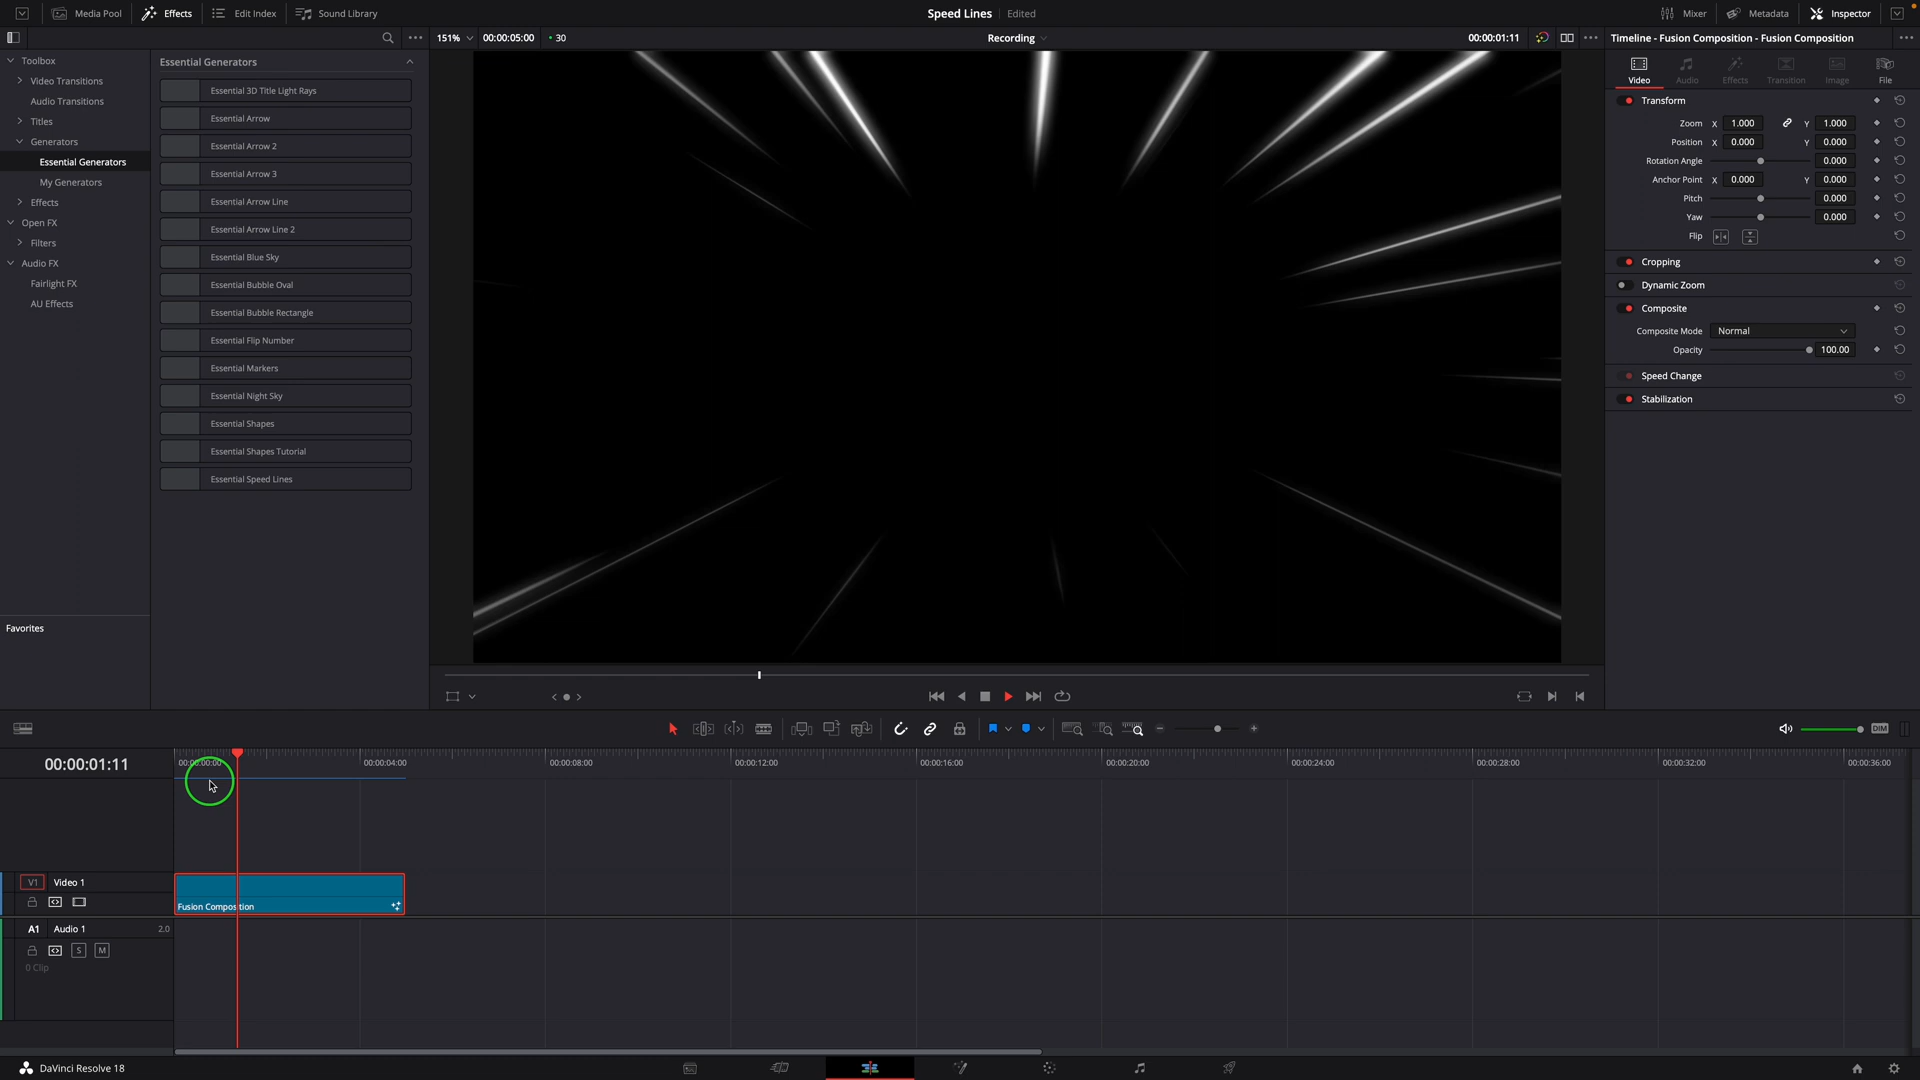 Media Pool
Effects
Edit Index
Sound Library
Speed Lines
Edited
Mixer
Metadata
Inspector
151%
00:00:05:00
30
Recording
00:00:01:11
Timeline - Fusion Composition - Fusion Composition
Toolbox
Video Transitions
Audio Transitions
Titles
Generators
Essential Generators
My Generators
Effects
Open FX
Filters
Audio FX
Fairlight FX
AU Effects
Favorites
Essential Generators
Essential 3D Title Light Rays
Essential Arrow
Essential Arrow 2
Essential Arrow 3
Essential Arrow Line
Essential Arrow Line 2
Essential Blue Sky
Essential Bubble Oval
Essential Bubble Rectangle
Essential Flip Number
Essential Markers
Essential Night Sky
Essential Shapes
Essential Shapes Tutorial
Essential Speed Lines
Video
Audio
Effects
Transition
Image
File
Transform
Zoom X 1.000 Y 1.000
Position X 0.000 Y 0.000
Rotation Angle 0.000
Anchor Point X 0.000 Y 0.000
Pitch 0.000
Yaw 0.000
Flip
Cropping
Dynamic Zoom
Composite
Composite Mode Normal
Opacity 100.00
Speed Change
Stabilization
DIM
00:00:01:11
00:00:00:00
00:00:04:00
00:00:08:00
00:00:12:00
00:00:16:00
00:00:20:00
00:00:24:00
00:00:28:00
00:00:32:00
00:00:36:00
V1 Video 1
Fusion Composition
A1 Audio 1 2.0
S M
0 Clip
DaVinci Resolve 18